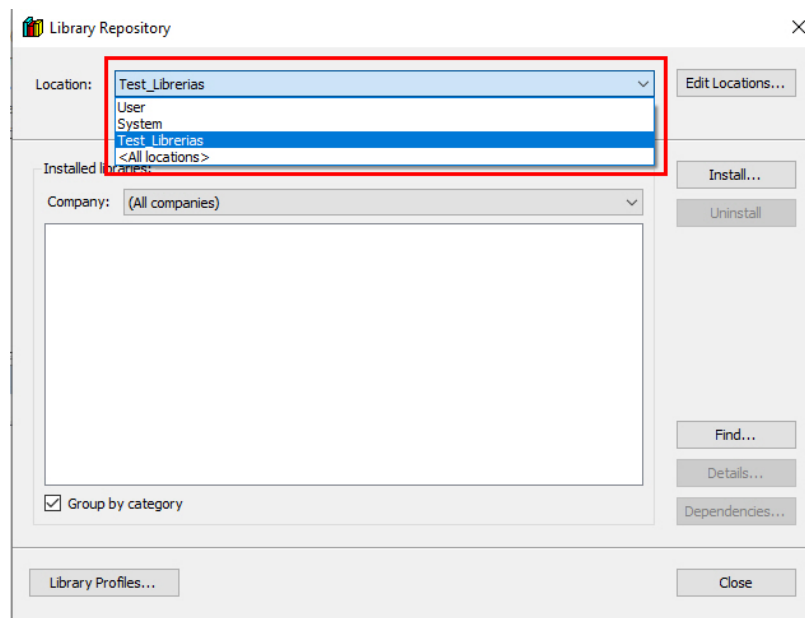 Library Repository
Location: Test_Librerias Edit Locations...
User
System
Test_Librerias
<All locations>
Installed libraries:
Install...
Company: (All companies)
Uninstall
Find...
Details...
Group by category
Dependencies...
Library Profiles... Close